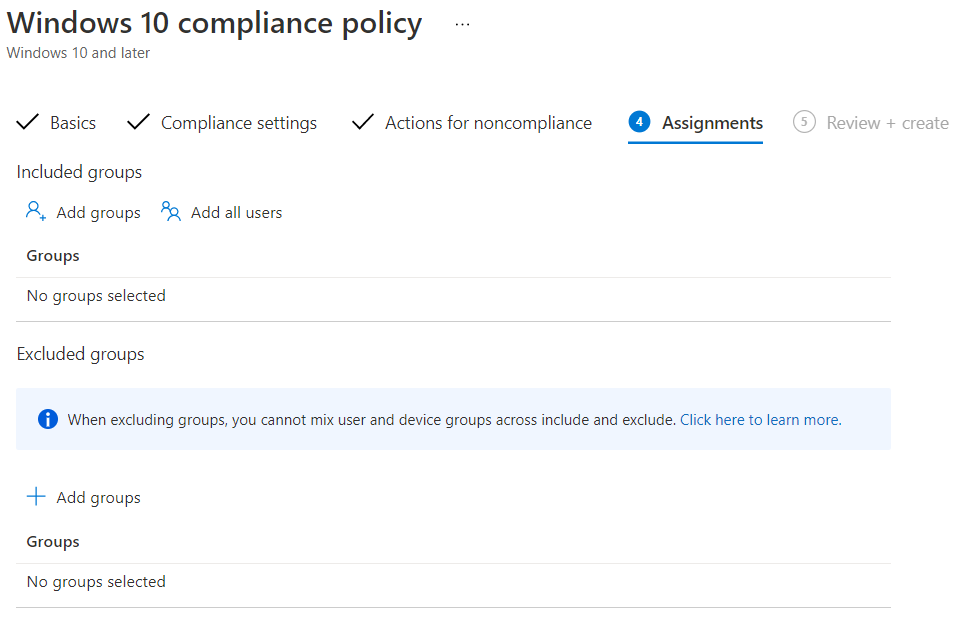 Windows 10 compliance policy ...
Windows 10 and later
Basics Compliance settings Actions for noncompliance 4 Assignments 5 Review + create
Included groups
Add groups Add all users
Groups
No groups selected
Excluded groups
When excluding groups, you cannot mix user and device groups across include and exclude. Click here to learn more.
Add groups
Groups
No groups selected